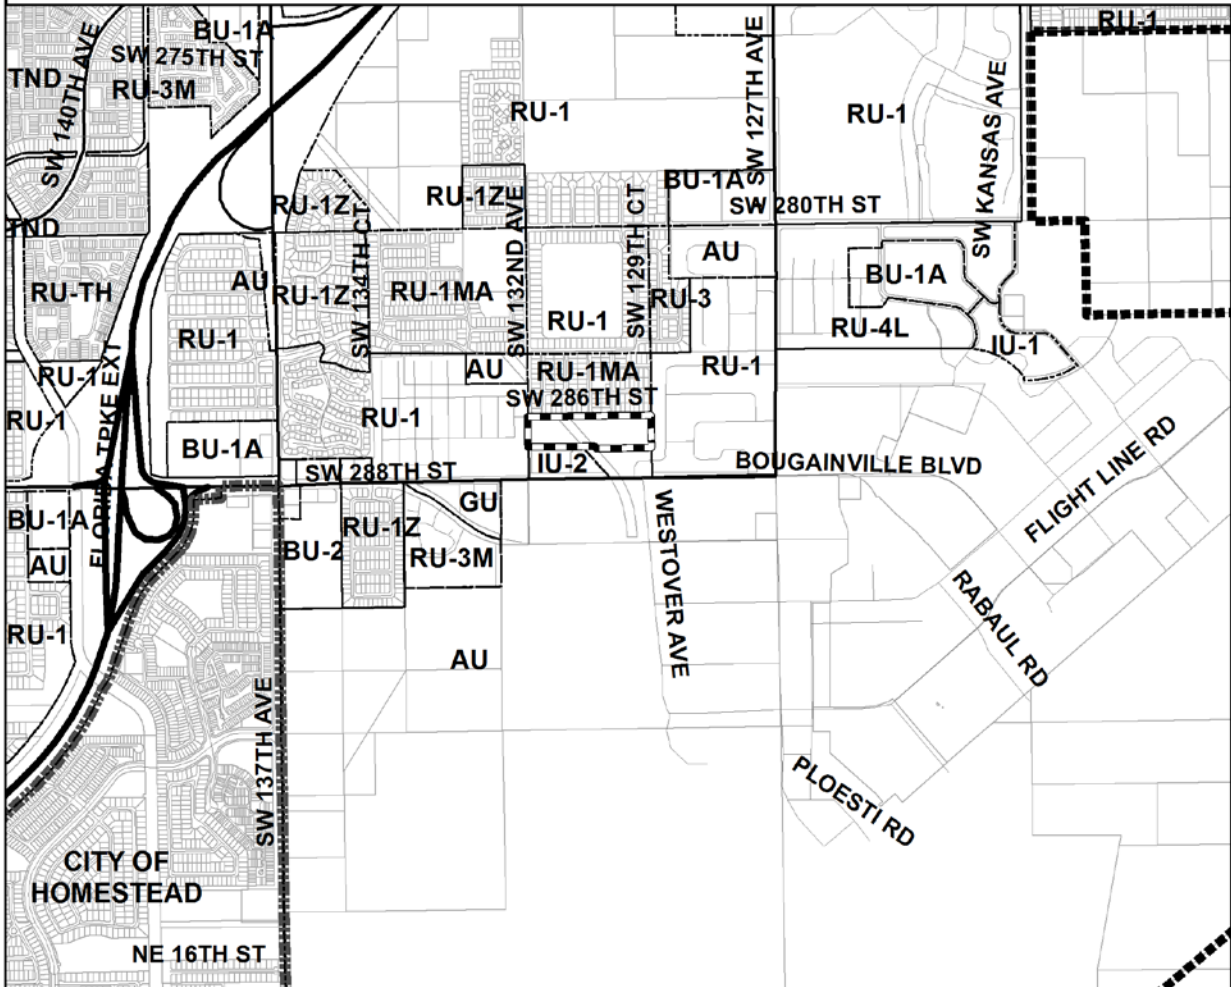 RU-1
BU-1A
SW 275TH ST
TND
RU-3M
SW 140TH AVE
RU-1
SW 127TH AVE
RU-1
SW KANSAS AVE
BU-1A
RU-1Z
RU-1Z
SW 132ND AVE
SW 129TH CT
SW 280TH ST
TND
SW 134TH CT
AU
BU-1A
AU
RU-TH
RU-1Z
RU-1MA
RU-3
RU-1
RU-1
RU-4L
IU-1
RU-1
FLORIDA TPKE EXT
AU
RU-1MA
RU-1
SW 286TH ST
RU-1
RU-1
BU-1A
SW 288TH ST
IU-2
BOUGAINVILLE BLVD
FLIGHT LINE RD
GU
BU-1A
RU-1Z
WESTOVER AVE
BU-2
RU-3M
AU
RU-1
RABAUL RD
AU
SW 137TH AVE
PLOESTI RD
CITY OF
HOMESTEAD
NE 16TH ST